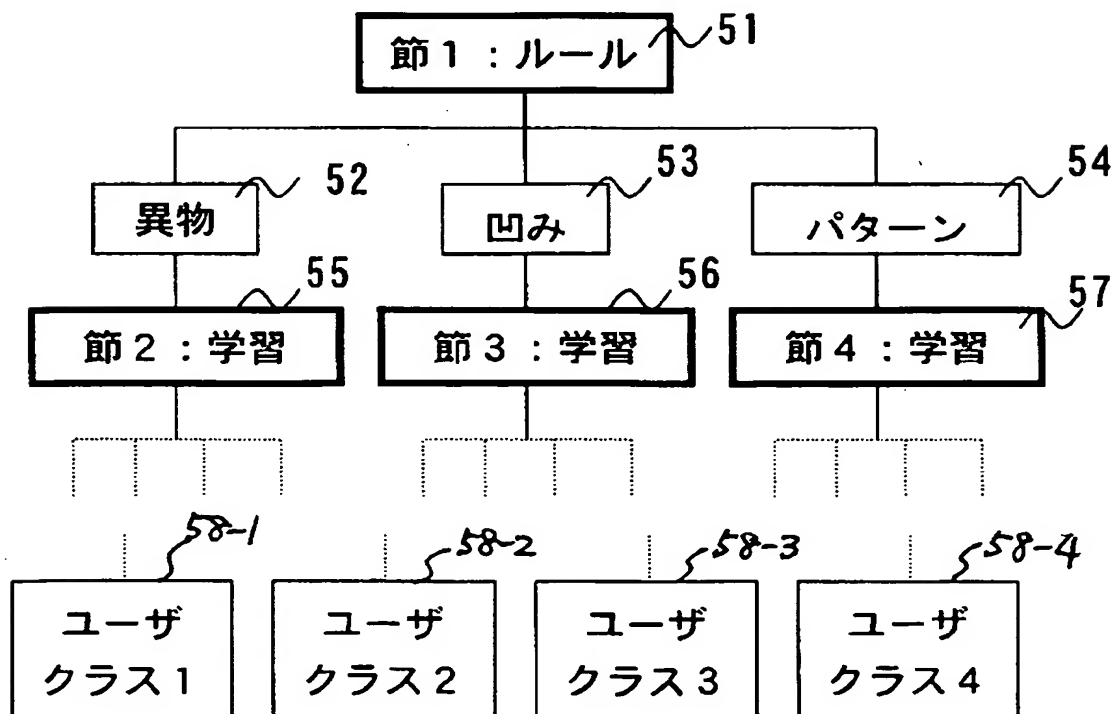 節1：ルール
51
異物
52
凹み
53
パターン
54
節2：学習
55
節3：学習
56
節4：学習
57
58-1
58-2
58-3
58-4
ユーザ
クラス1
ユーザ
クラス2
ユーザ
クラス3
ユーザ
クラス4